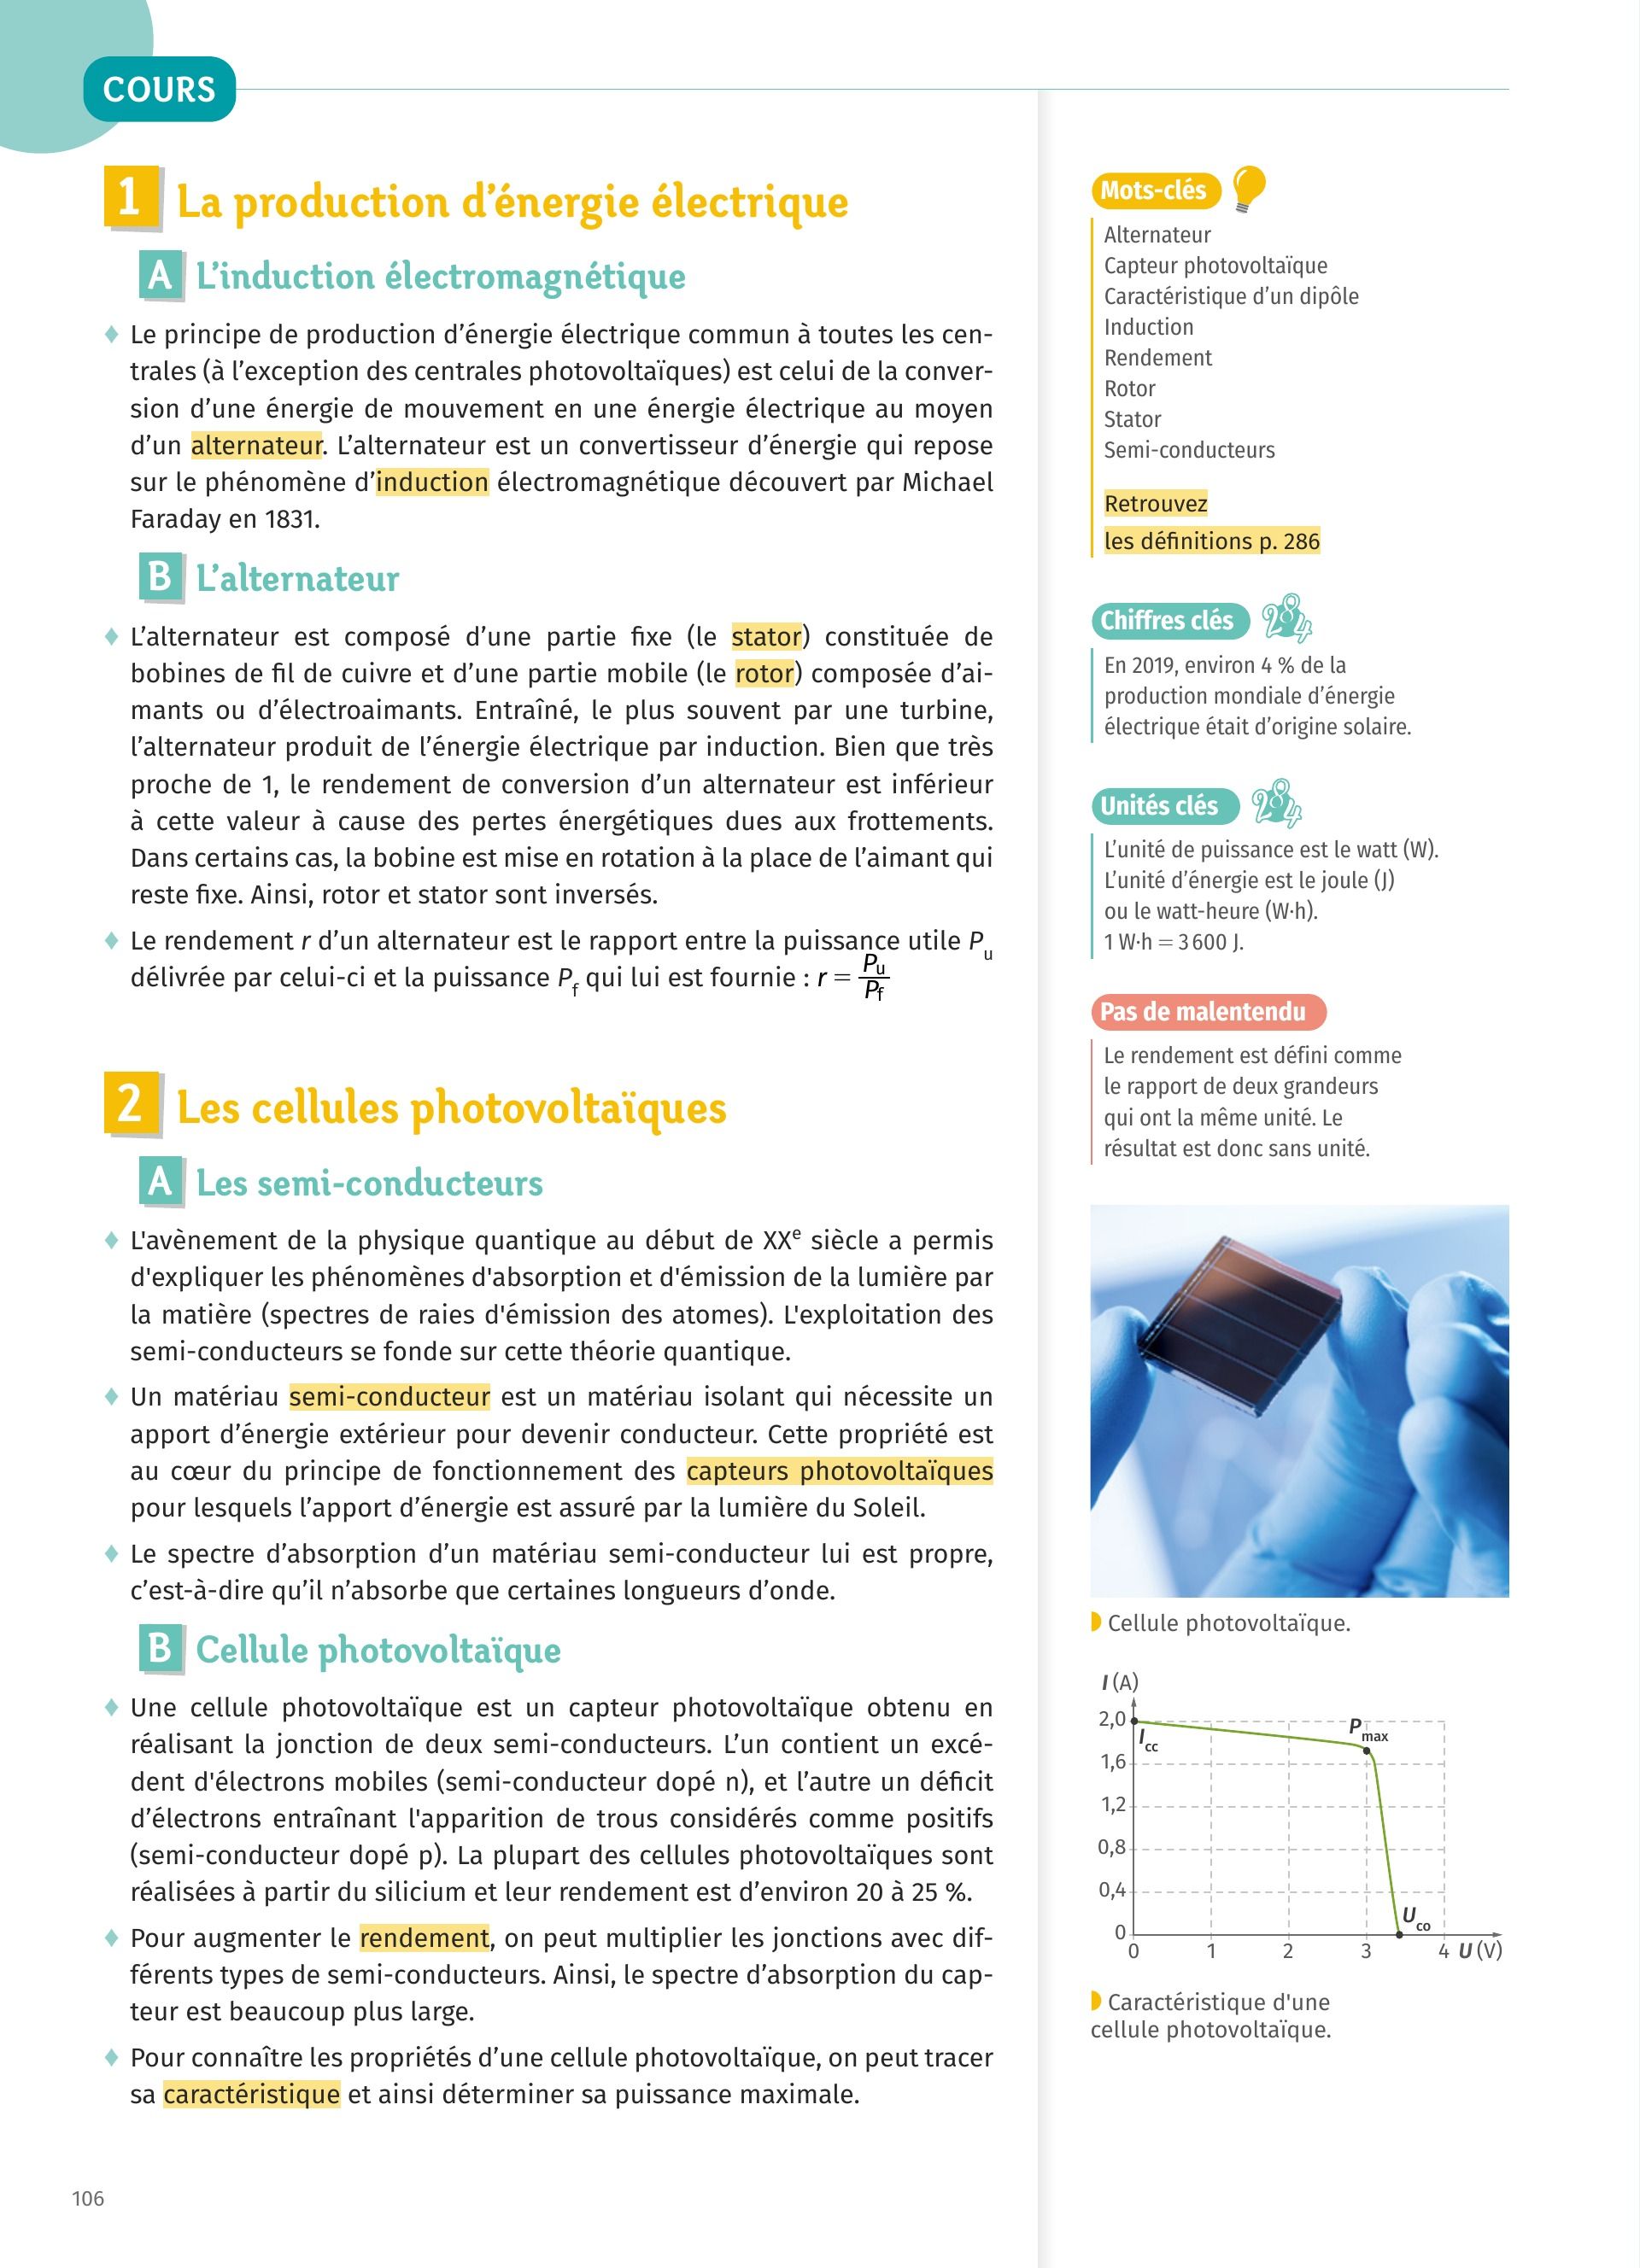 COURS
1 La production d’énergie électrique
A L’induction électromagnétique
♦ Le principe de production d’énergie électrique commun à toutes les cen-
trales (à l’exception des centrales photovoltaïques) est celui de la conver-
sion d’une énergie de mouvement en une énergie électrique au moyen
d’un alternateur. L’alternateur est un convertisseur d’énergie qui repose
sur le phénomène d’induction électromagnétique découvert par Michael
Faraday en 1831.
B L’alternateur
♦ L’alternateur est composé d’une partie fixe (le stator) constituée de
bobines de fil de cuivre et d’une partie mobile (le rotor) composée d’ai-
mants ou d’électroaimants. Entraîné, le plus souvent par une turbine,
l’alternateur produit de l’énergie électrique par induction. Bien que très
proche de 1, le rendement de conversion d’un alternateur est inférieur
à cette valeur à cause des pertes énergétiques dues aux frottements.
Dans certains cas, la bobine est mise en rotation à la place de l’aimant qui
reste fixe. Ainsi, rotor et stator sont inversés.
♦ Le rendement r d’un alternateur est le rapport entre la puissance utile Pu
délivrée par celui-ci et la puissance Pf qui lui est fournie : r = Pu/Pf
2 Les cellules photovoltaïques
A Les semi-conducteurs
♦ L'avènement de la physique quantique au début de XXe siècle a permis
d'expliquer les phénomènes d'absorption et d'émission de la lumière par
la matière (spectres de raies d'émission des atomes). L'exploitation des
semi-conducteurs se fonde sur cette théorie quantique.
♦ Un matériau semi-conducteur est un matériau isolant qui nécessite un
apport d’énergie extérieur pour devenir conducteur. Cette propriété est
au cœur du principe de fonctionnement des capteurs photovoltaïques
pour lesquels l’apport d’énergie est assuré par la lumière du Soleil.
♦ Le spectre d’absorption d’un matériau semi-conducteur lui est propre,
c’est-à-dire qu’il n’absorbe que certaines longueurs d’onde.
B Cellule photovoltaïque
♦ Une cellule photovoltaïque est un capteur photovoltaïque obtenu en
réalisant la jonction de deux semi-conducteurs. L’un contient un excé-
dent d'électrons mobiles (semi-conducteur dopé n), et l’autre un déficit
d’électrons entraînant l'apparition de trous considérés comme positifs
(semi-conducteur dopé p). La plupart des cellules photovoltaïques sont
réalisées à partir du silicium et leur rendement est d’environ 20 à 25 %.
♦ Pour augmenter le rendement, on peut multiplier les jonctions avec dif-
férents types de semi-conducteurs. Ainsi, le spectre d’absorption du cap-
teur est beaucoup plus large.
♦ Pour connaître les propriétés d’une cellule photovoltaïque, on peut tracer
sa caractéristique et ainsi déterminer sa puissance maximale.
106
Mots-clés
Alternateur
Capteur photovoltaïque
Caractéristique d’un dipôle
Induction
Rendement
Rotor
Stator
Semi-conducteurs
Retrouvez
les définitions p. 286
Chiffres clés 284
En 2019, environ 4 % de la
production mondiale d’énergie
électrique était d’origine solaire.
Unités clés 284
L’unité de puissance est le watt (W).
L’unité d’énergie est le joule (J)
ou le watt-heure (W·h).
1 W·h = 3 600 J.
Pas de malentendu
Le rendement est défini comme
le rapport de deux grandeurs
qui ont la même unité. Le
résultat est donc sans unité.
Cellule photovoltaïque.
I (A)
2,0
Icc
Pmax
1,6
1,2
0,8
0,4
Uco
0
0 1 2 3 4 U (V)
Caractéristique d'une
cellule photovoltaïque.